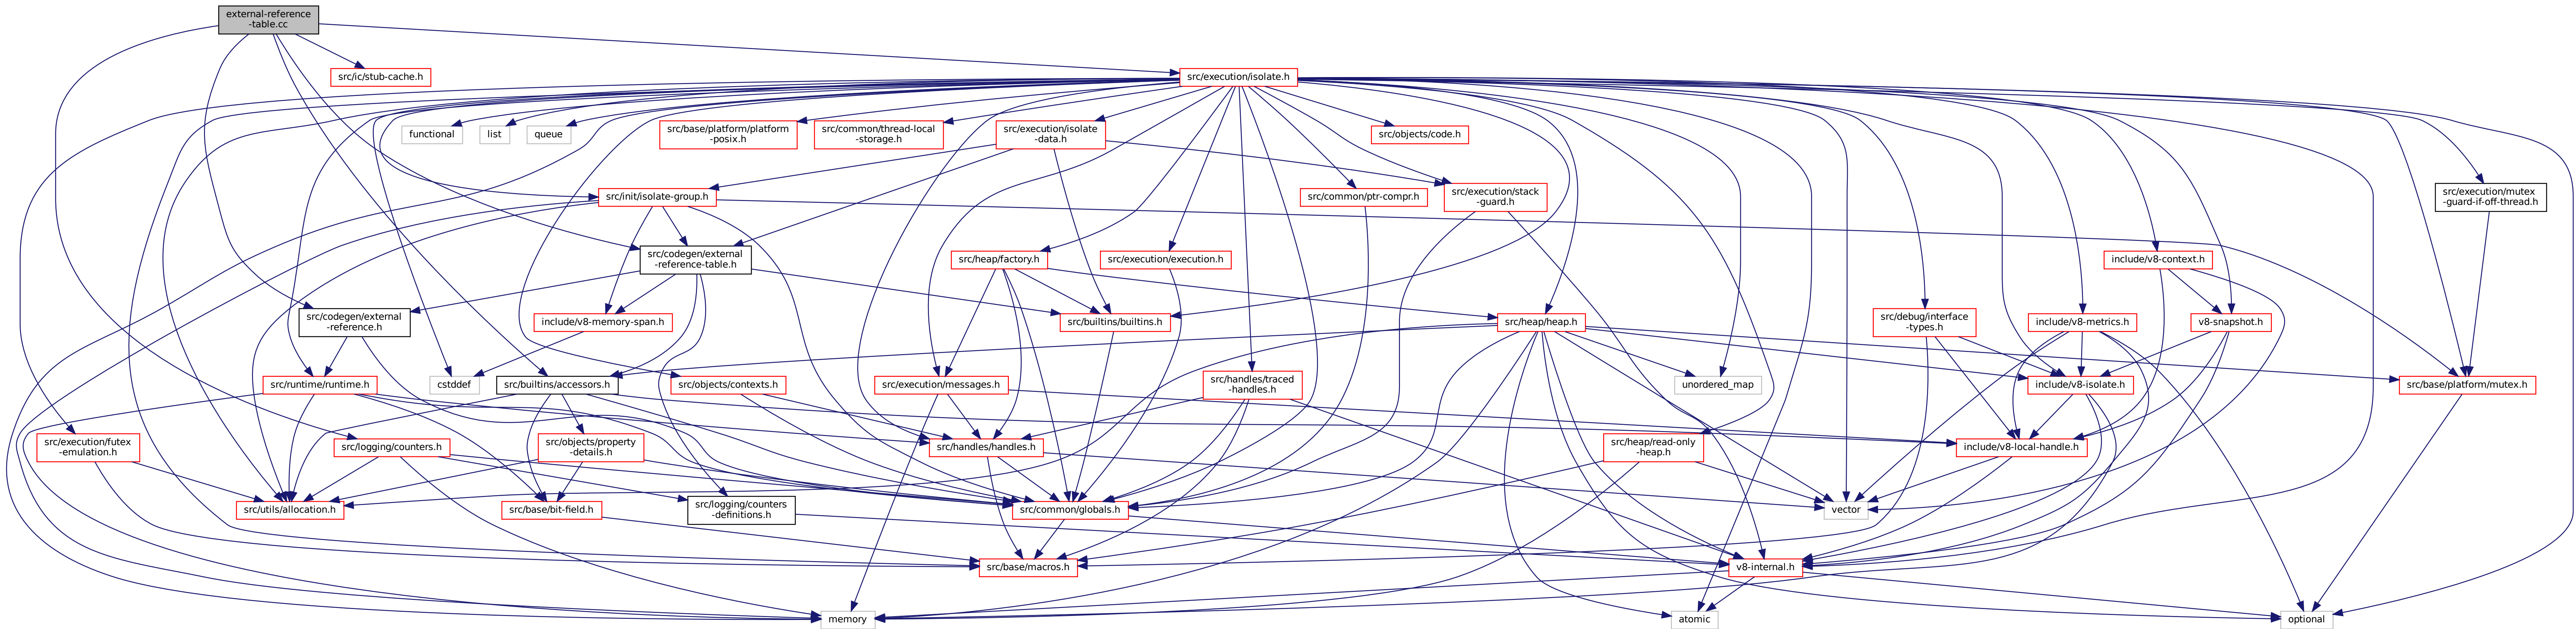 external-reference
-table.cc
src/ic/stub-cache.h
src/execution/isolate.h
functional
list
queue
src/base/platform/platform
-posix.h
src/common/thread-local
-storage.h
src/execution/isolate
-data.h
src/objects/code.h
src/init/isolate-group.h
src/common/ptr-compr.h
src/execution/stack
-guard.h
src/execution/mutex
-guard-if-off-thread.h
src/codegen/external
-reference-table.h
src/heap/factory.h
src/execution/execution.h
include/v8-context.h
src/codegen/external
-reference.h
include/v8-memory-span.h
src/builtins/builtins.h
src/heap/heap.h
src/debug/interface
-types.h
include/v8-metrics.h
v8-snapshot.h
src/runtime/runtime.h
cstddef
src/builtins/accessors.h
src/objects/contexts.h
src/execution/messages.h
src/handles/traced
-handles.h
unordered_map
include/v8-isolate.h
src/base/platform/mutex.h
src/execution/futex
-emulation.h
src/logging/counters.h
src/objects/property
-details.h
src/handles/handles.h
src/heap/read-only
-heap.h
include/v8-local-handle.h
src/utils/allocation.h
src/base/bit-field.h
src/logging/counters
-definitions.h
src/common/globals.h
vector
src/base/macros.h
v8-internal.h
memory
atomic
optional